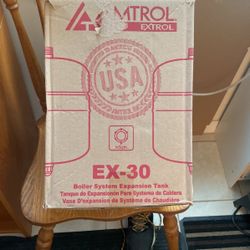 AMTROL
EXTROL
USA
EX-30
Boiler System Expansion Tank
Tanque de Expansión Para Sistema de Caldera
Vase D'expansion de Système de Chaudière